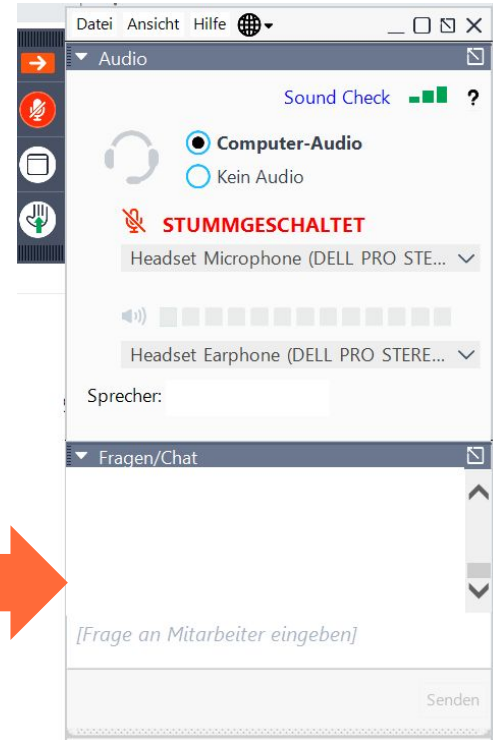 Datei Ansicht Hilfe
Audio
Sound Check ?
Computer-Audio
Kein Audio
STUMMGESCHALTET
Headset Microphone (DELL PRO STE...
Headset Earphone (DELL PRO STERE...
Sprecher:
Fragen/Chat
[Frage an Mitarbeiter eingeben]
Senden